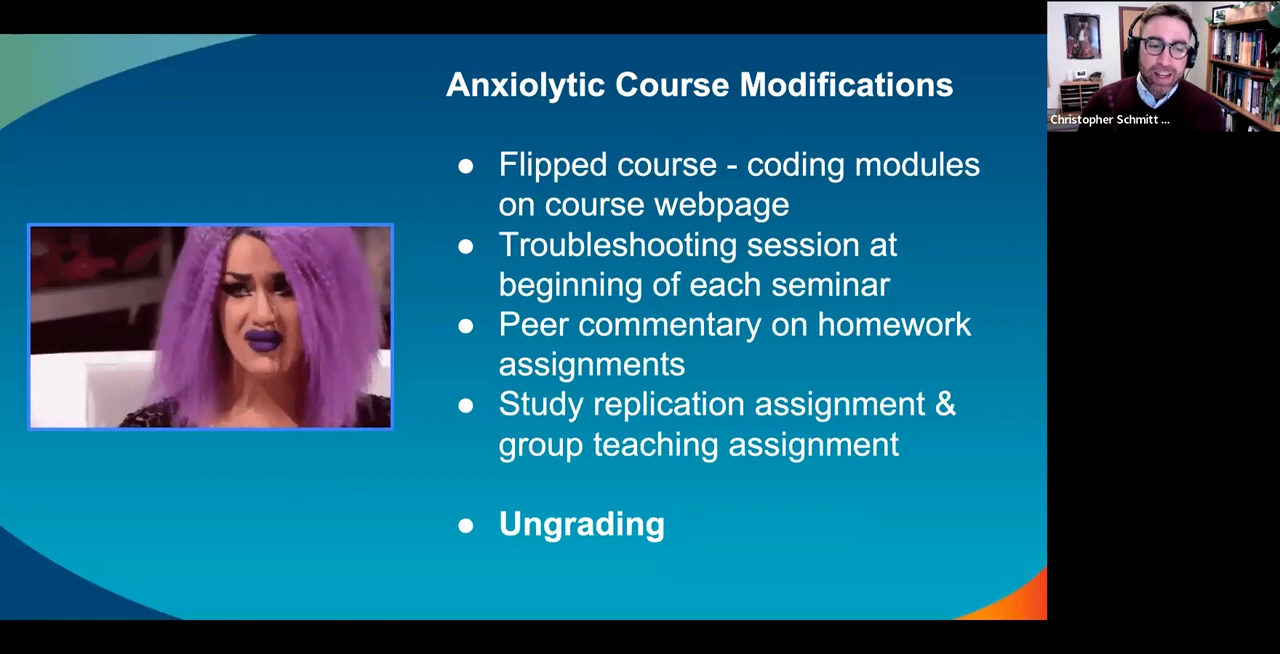 Anxiolytic Course Modifications
● Flipped course - coding modules
on course webpage
● Troubleshooting session at
beginning of each seminar
● Peer commentary on homework
assignments
● Study replication assignment &
group teaching assignment
● Ungrading
Christopher Schmitt ...